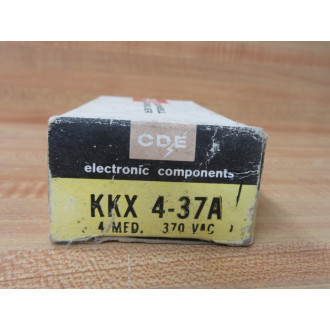 CDE
electronic components
KKX 4-37A
4 MFD. 370 VAC